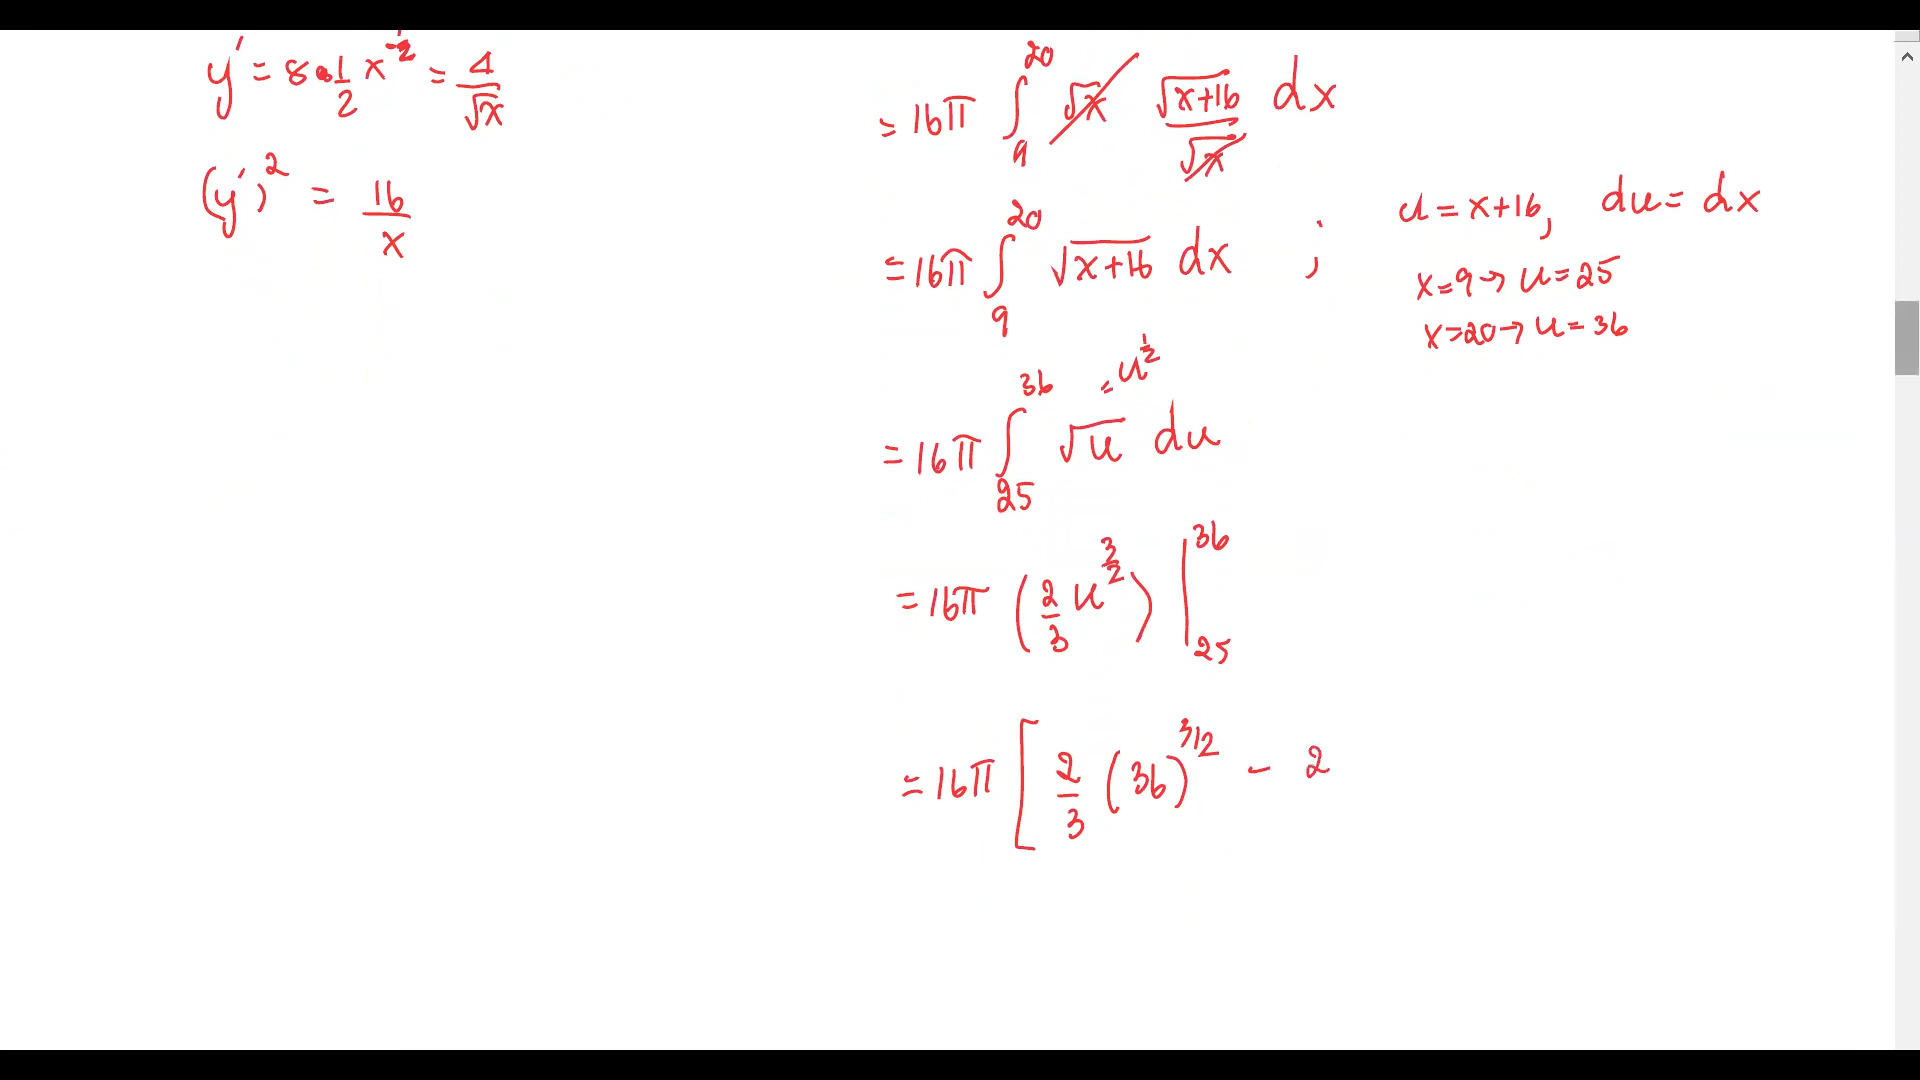 y' = 8 · 1/2 x^(-1/2) = 4/√x
(y')^2 = 16/x
= 16π ∫_9^20 √x √(x+16)/√x dx
= 16π ∫_9^20 √(x+16) dx ; u = x+16, du = dx
x=9 → u=25
x=20 → u=36
= u^(1/2)
= 16π ∫_25^36 √u du
= 16π (2/3 u^(3/2)) |_25^36
= 16π [ 2/3 (36)^(3/2) - 2